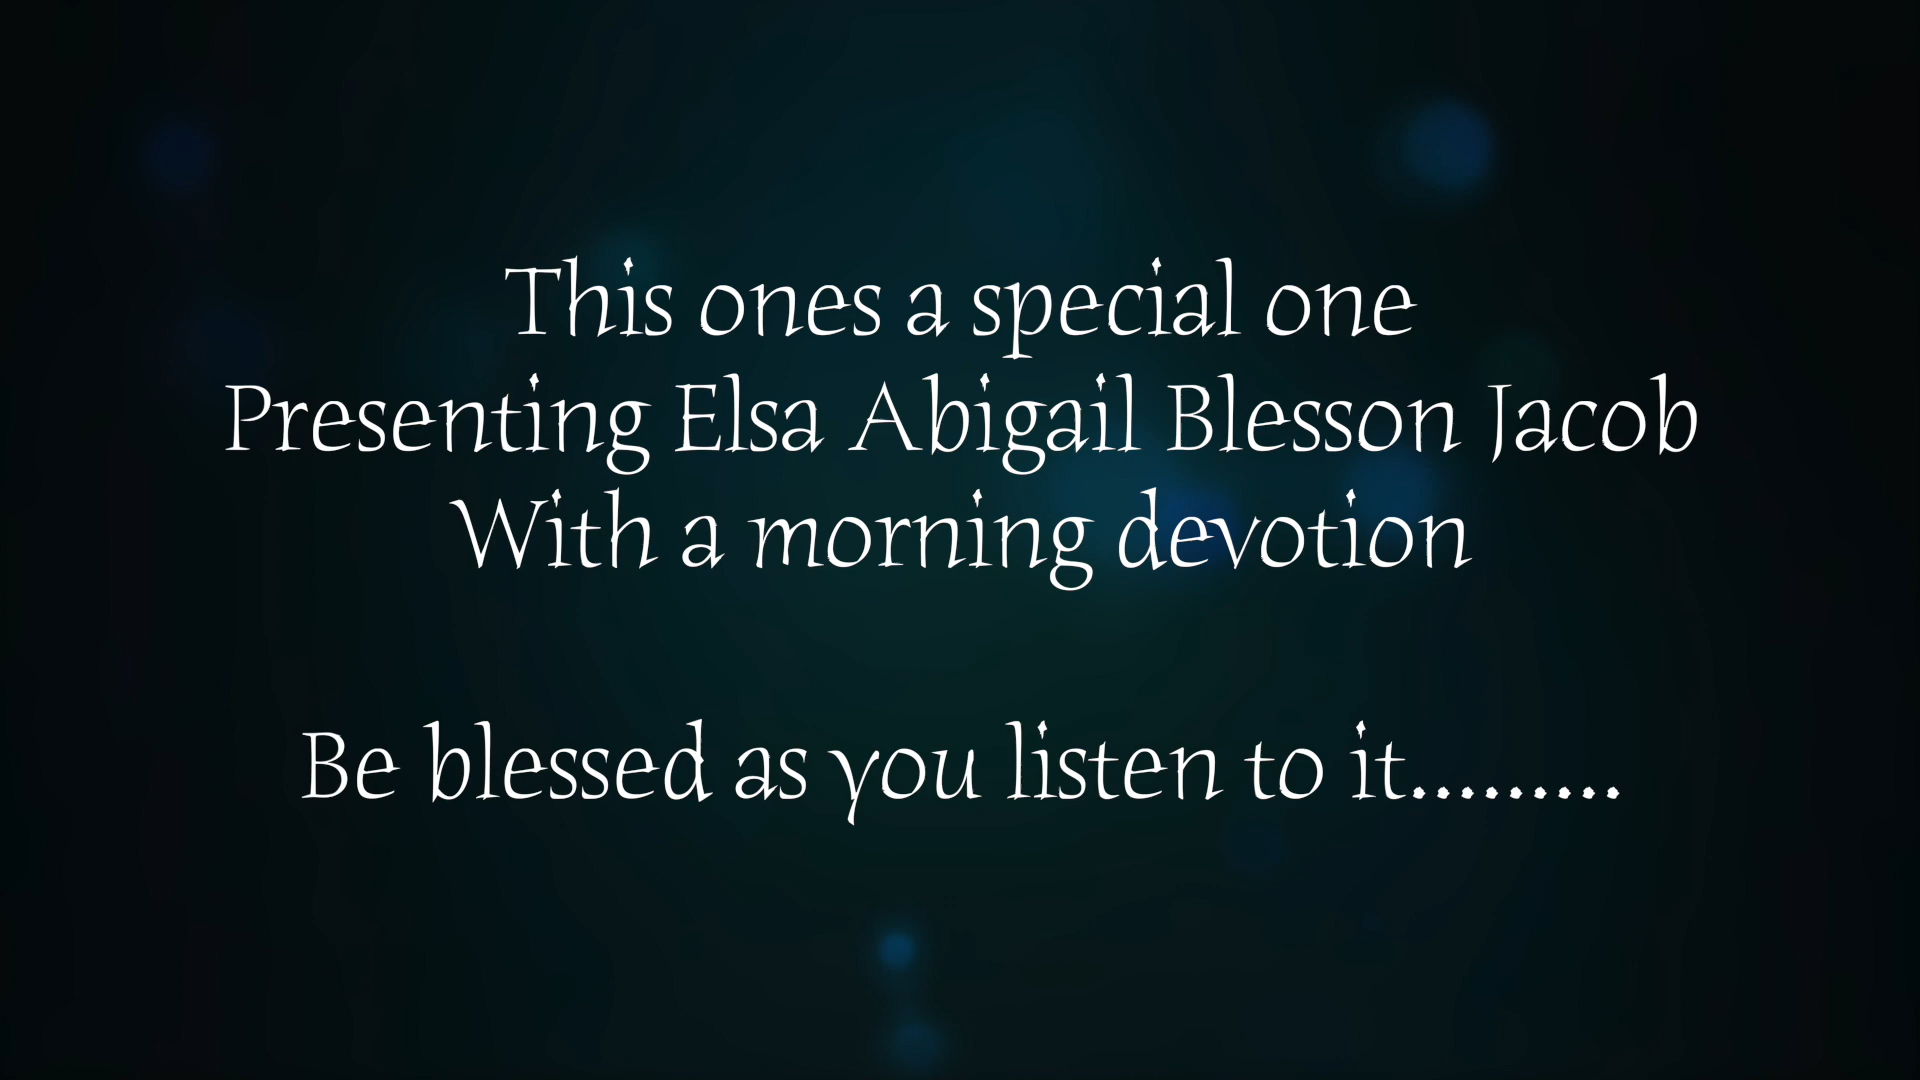 This ones a special one
Presenting Elsa Abigail Blesson Jacob
With a morning devotion
Be blessed as you listen to it.........